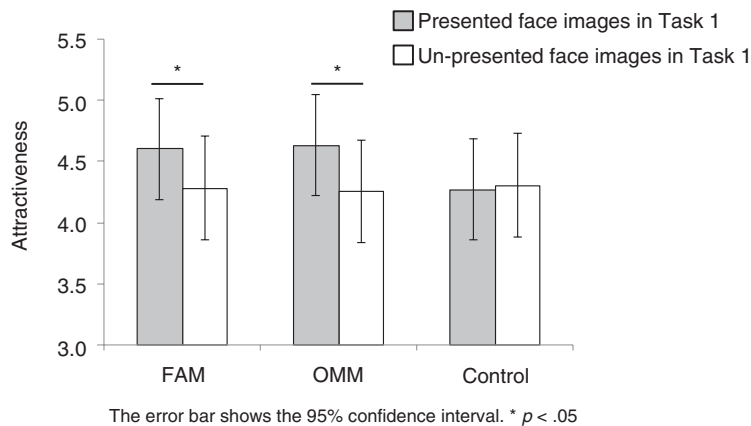 Presented face images in Task 1
Un-presented face images in Task 1
5.5
5.0
4.5
4.0
3.5
3.0
Attractiveness
*
*
FAM
OMM
Control
The error bar shows the 95% confidence interval. * p < .05